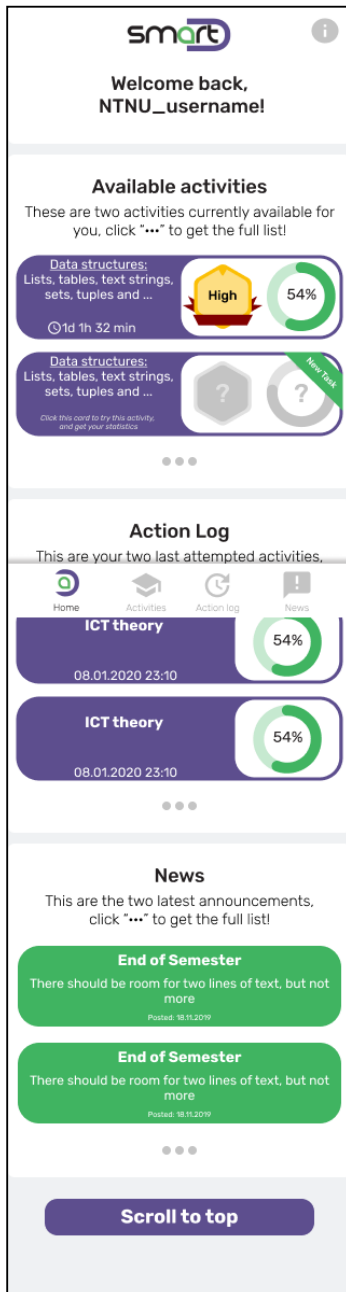 smart
i
Welcome back,
NTNU_username!
Available activities
These are two activities currently available for
you, click “•••” to get the full list!
Data structures:
Lists, tables, text strings,
sets, tuples and ...
1d 1h 32 min
High
54%
Data structures:
Lists, tables, text strings,
sets, tuples and ...
Click this card to try this activity,
and get your statistics
?
?
New Task
Action Log
This are your two last attempted activities,
Home
Activities
Action log
News
ICT theory
08.01.2020 23:10
54%
ICT theory
08.01.2020 23:10
54%
News
This are the two latest announcements,
click “•••” to get the full list!
End of Semester
There should be room for two lines of text, but not
more
Posted: 18.11.2019
End of Semester
There should be room for two lines of text, but not
more
Posted: 18.11.2019
Scroll to top